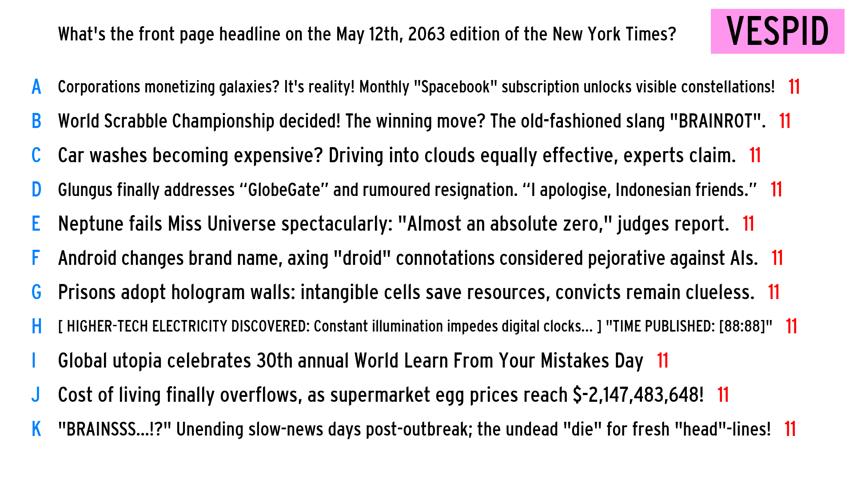 What's the front page headline on the May 12th, 2063 edition of the New York Times?
VESPID
A Corporations monetizing galaxies? It's reality! Monthly "Spacebook" subscription unlocks visible constellations! 11
B World Scrabble Championship decided! The winning move? The old-fashioned slang "BRAINROT". 11
C Car washes becoming expensive? Driving into clouds equally effective, experts claim. 11
D Glungus finally addresses “GlobeGate” and rumoured resignation. “I apologise, Indonesian friends.” 11
E Neptune fails Miss Universe spectacularly: "Almost an absolute zero," judges report. 11
F Android changes brand name, axing "droid" connotations considered pejorative against AIs. 11
G Prisons adopt hologram walls: intangible cells save resources, convicts remain clueless. 11
H [ HIGHER-TECH ELECTRICITY DISCOVERED: Constant illumination impedes digital clocks... ] "TIME PUBLISHED: [88:88]" 11
I Global utopia celebrates 30th annual World Learn From Your Mistakes Day 11
J Cost of living finally overflows, as supermarket egg prices reach $-2,147,483,648! 11
K "BRAINSSS...!?" Unending slow-news days post-outbreak; the undead "die" for fresh "head"-lines! 11